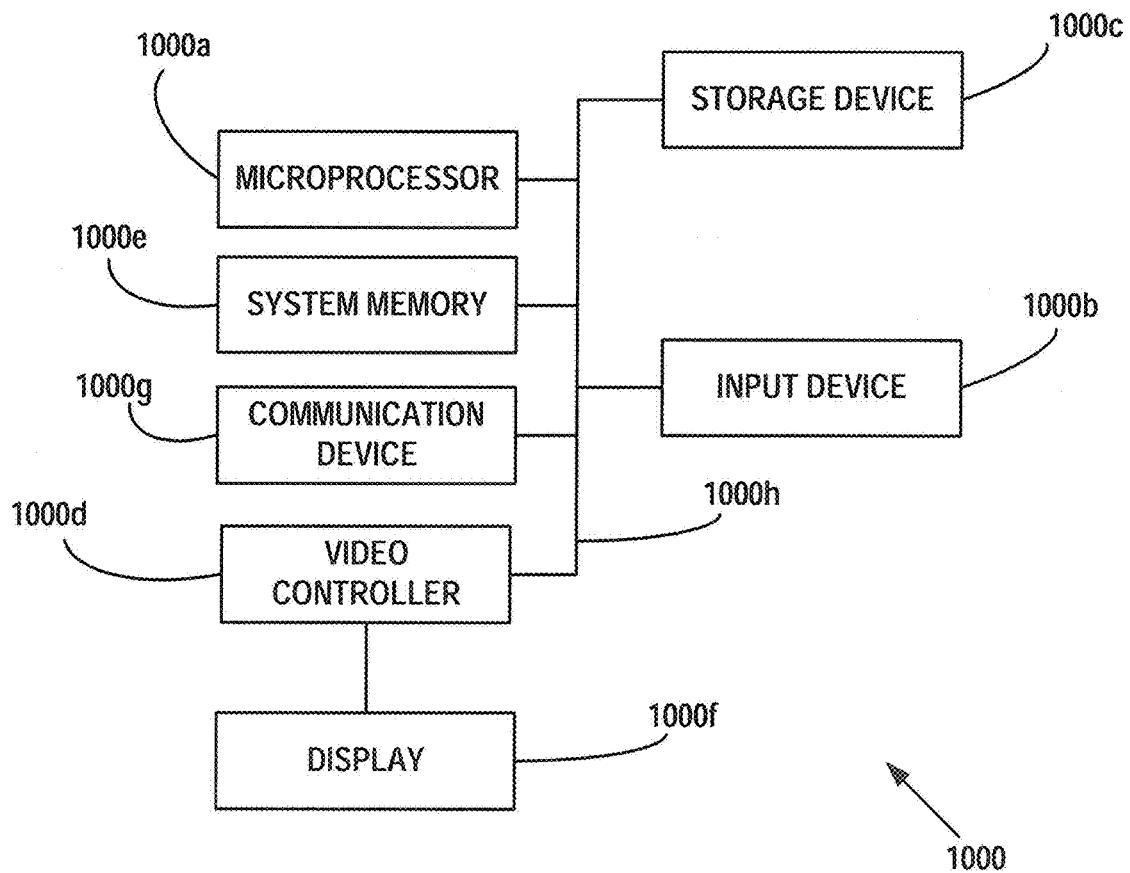 1000a
1000c
STORAGE DEVICE
MICROPROCESSOR
1000e
SYSTEM MEMORY
1000b
INPUT DEVICE
1000g
COMMUNICATION
DEVICE
1000h
1000d
VIDEO
CONTROLLER
1000f
DISPLAY
1000